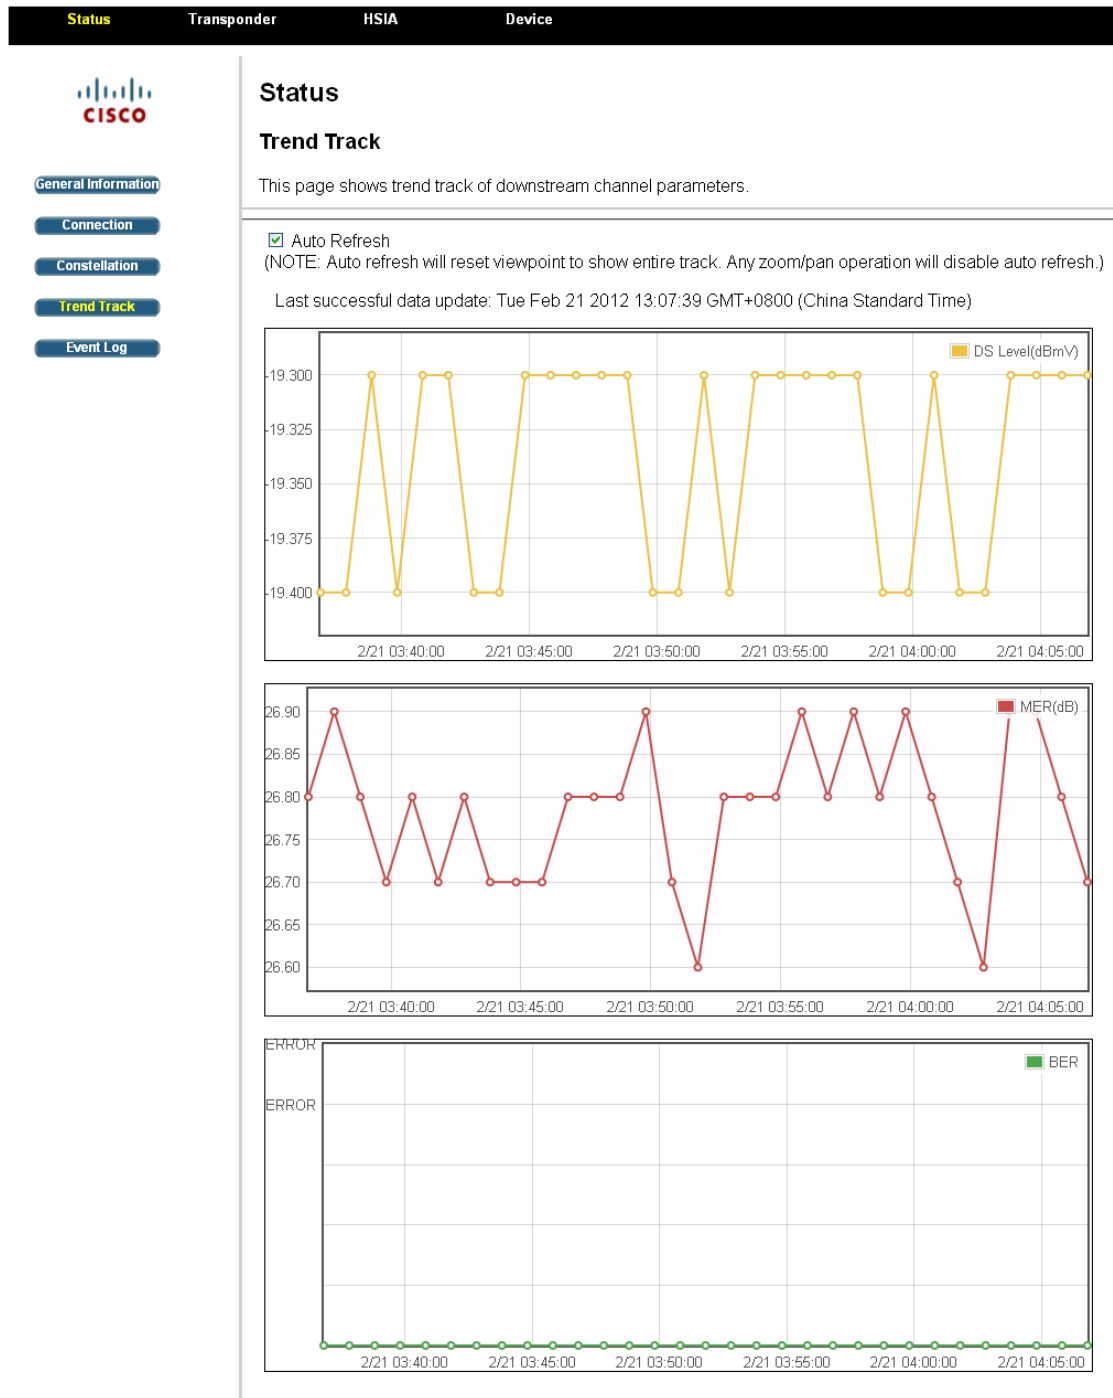 Status Transponder HSIA Device
CISCO
General Information
Connection
Constellation
Trend Track
Event Log
Status
Trend Track
This page shows trend track of downstream channel parameters.
Auto Refresh
(NOTE: Auto refresh will reset viewpoint to show entire track. Any zoom/pan operation will disable auto refresh.)
Last successful data update: Tue Feb 21 2012 13:07:39 GMT+0800 (China Standard Time)
DS Level(dBmV)
-19.300
-19.325
-19.350
-19.375
-19.400
2/21 03:40:00 2/21 03:45:00 2/21 03:50:00 2/21 03:55:00 2/21 04:00:00 2/21 04:05:00
MER(dB)
26.90
26.85
26.80
26.75
26.70
26.65
26.60
2/21 03:40:00 2/21 03:45:00 2/21 03:50:00 2/21 03:55:00 2/21 04:00:00 2/21 04:05:00
ERROR
BER
ERROR
2/21 03:40:00 2/21 03:45:00 2/21 03:50:00 2/21 03:55:00 2/21 04:00:00 2/21 04:05:00